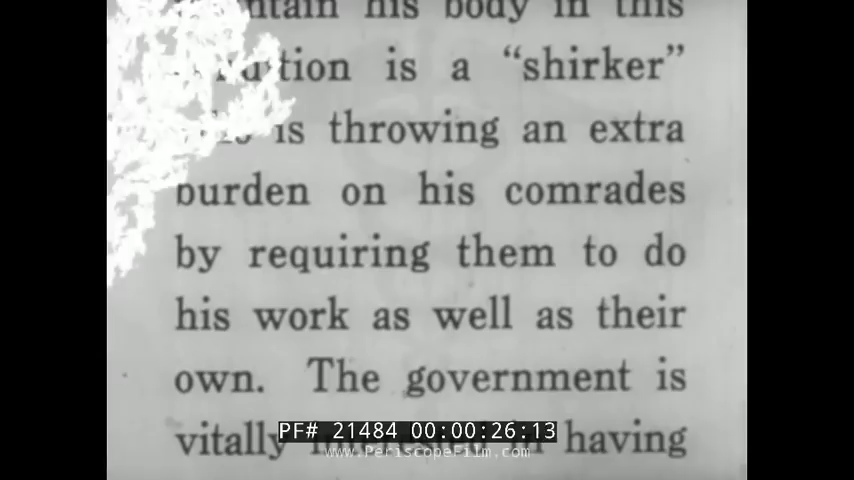 his body in this
is a “shirker”
is throwing an extra
burden on his comrades
by requiring them to do
his work as well as their
own. The government is
vitally interested in having
PF# 21484 00:00:26:13
www.PeriscopeFilm.com